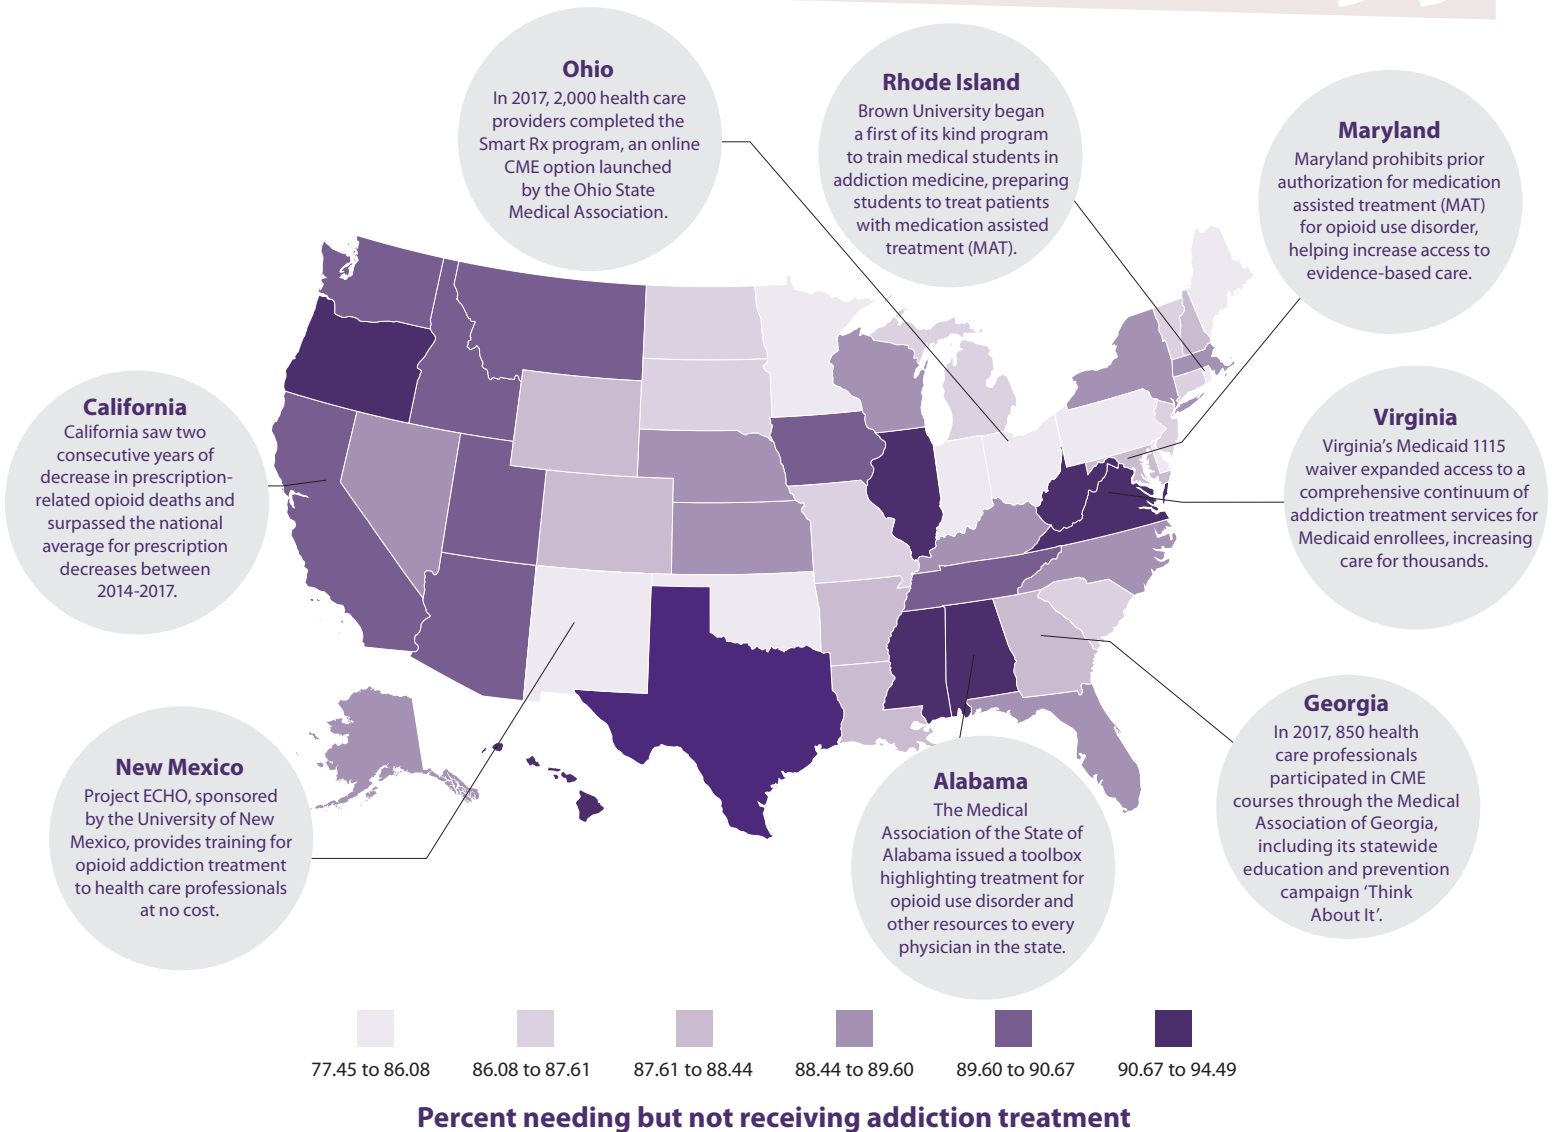 Ohio
In 2017, 2,000 health care
providers completed the
Smart Rx program, an online
CME option launched
by the Ohio State
Medical Association.
Rhode Island
Brown University began
a first of its kind program
to train medical students in
addiction medicine, preparing
students to treat patients
with medication assisted
treatment (MAT).
Maryland
Maryland prohibits prior
authorization for medication
assisted treatment (MAT)
for opioid use disorder,
helping increase access to
evidence-based care.
California
California saw two
consecutive years of
decrease in prescription-
related opioid deaths and
surpassed the national
average for prescription
decreases between
2014-2017.
Virginia
Virginia’s Medicaid 1115
waiver expanded access to a
comprehensive continuum of
addiction treatment services for
Medicaid enrollees, increasing
care for thousands.
New Mexico
Project ECHO, sponsored
by the University of New
Mexico, provides training for
opioid addiction treatment
to health care professionals
at no cost.
Alabama
The Medical
Association of the State of
Alabama issued a toolbox
highlighting treatment for
opioid use disorder and
other resources to every
physician in the state.
Georgia
In 2017, 850 health
care professionals
participated in CME
courses through the Medical
Association of Georgia,
including its statewide
education and prevention
campaign ‘Think
About It’.
77.45 to 86.08
86.08 to 87.61
87.61 to 88.44
88.44 to 89.60
89.60 to 90.67
90.67 to 94.49
Percent needing but not receiving addiction treatment